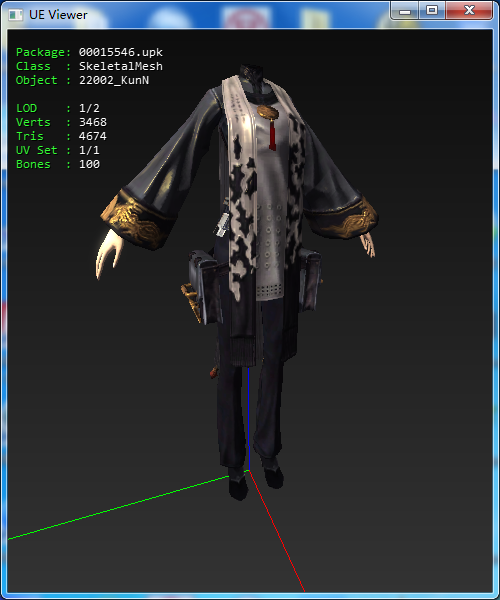 UE Viewer
Package: 00015546.upk
Class : SkeletalMesh
Object : 22002_KunN
LOD : 1/2
Verts : 3468
Tris : 4674
UV Set : 1/1
Bones : 100